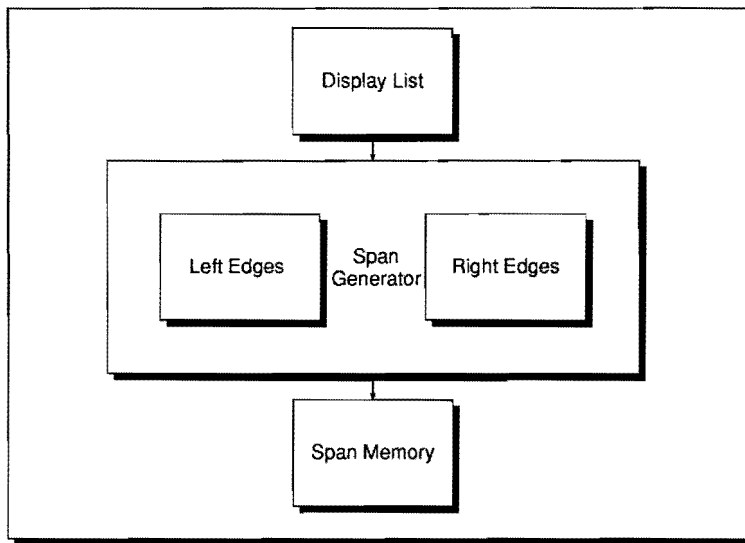 Display List
Left Edges
Span
Generator
Right Edges
Span Memory